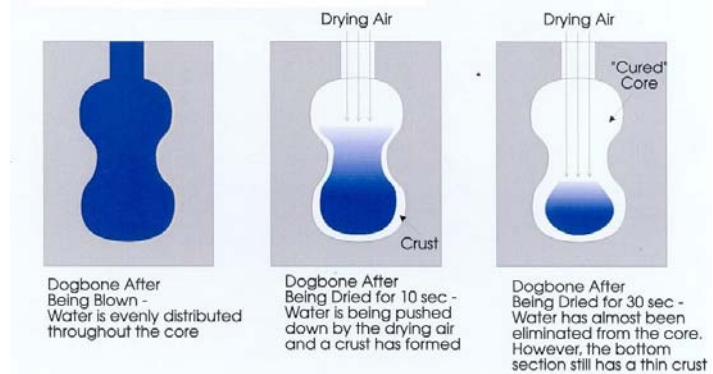 Drying Air
Drying Air
"Cured"
Core
Crust
Dogbone After
Being Blown -
Water is evenly distributed
throughout the core
Dogbone After
Being Dried for 10 sec -
Water is being pushed
down by the drying air
and a crust has formed
Dogbone After
Being Dried for 30 sec -
Water has almost been
eliminated from the core.
However, the bottom
section still has a thin crust